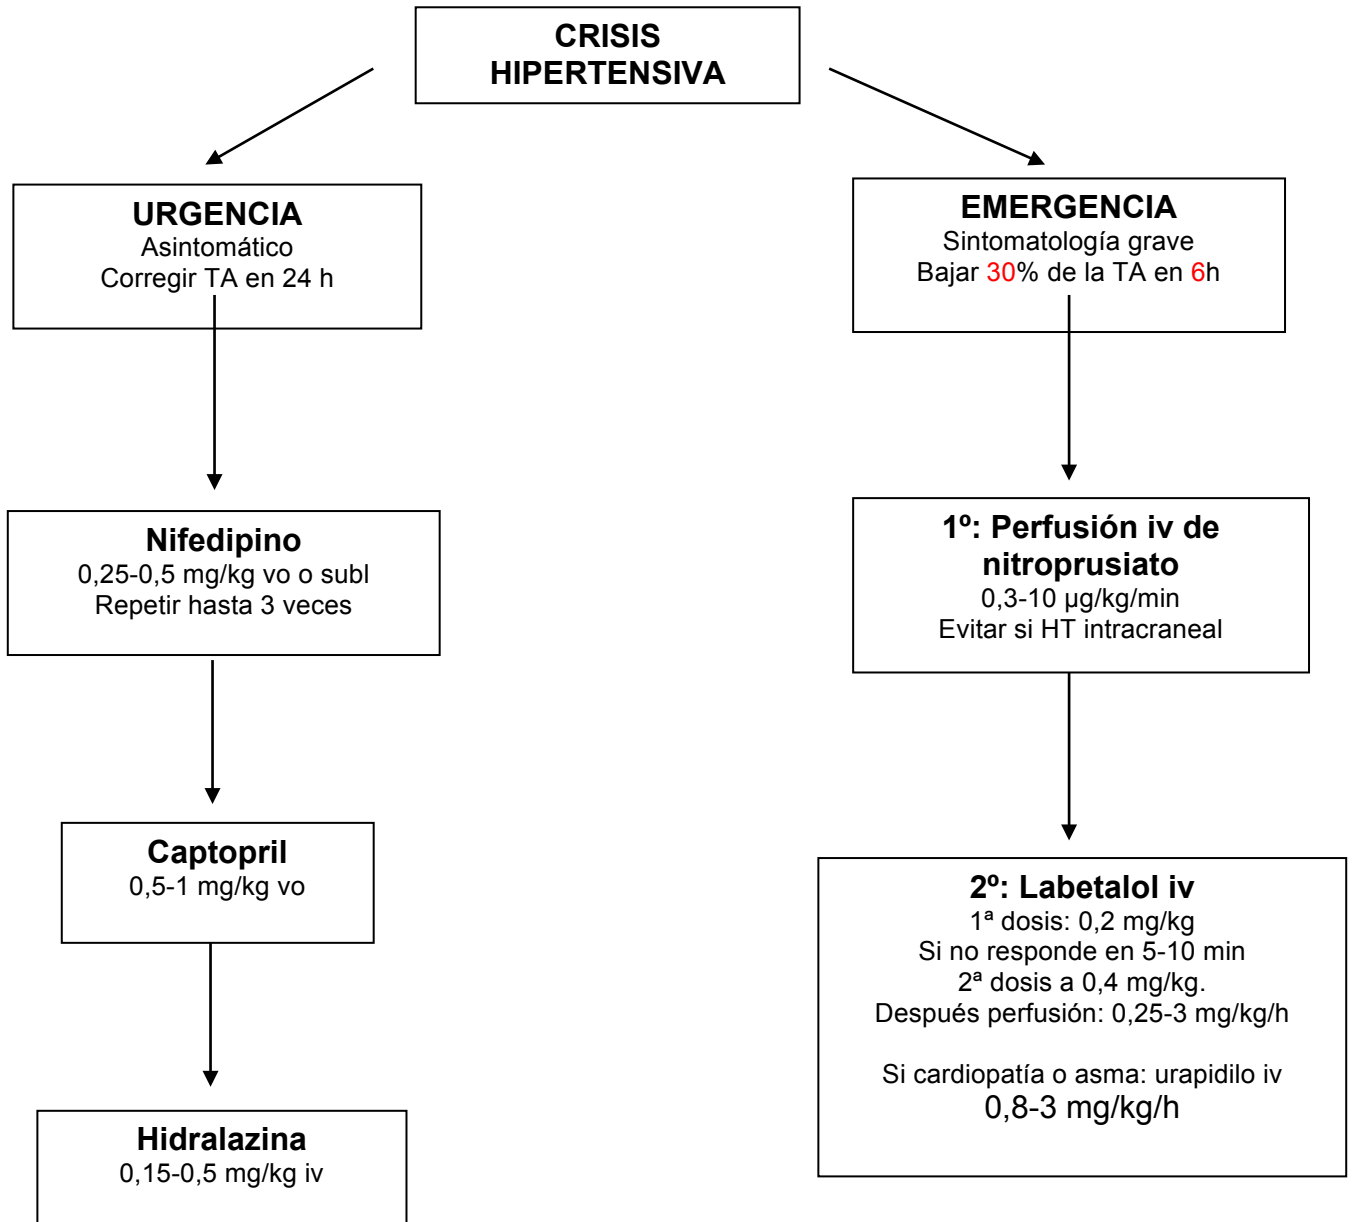 CRISIS
HIPERTENSIVA
URGENCIA
Asintomático
Corregir TA en 24 h
EMERGENCIA
Sintomatología grave
Bajar 30% de la TA en 6h
Nifedipino
0,25-0,5 mg/kg vo o subl
Repetir hasta 3 veces
1º: Perfusión iv de
nitroprusiato
0,3-10 µg/kg/min
Evitar si HT intracraneal
Captopril
0,5-1 mg/kg vo
2º: Labetalol iv
1ª dosis: 0,2 mg/kg
Si no responde en 5-10 min
2ª dosis a 0,4 mg/kg.
Después perfusión: 0,25-3 mg/kg/h
Si cardiopatía o asma: urapidilo iv
0,8-3 mg/kg/h
Hidralazina
0,15-0,5 mg/kg iv